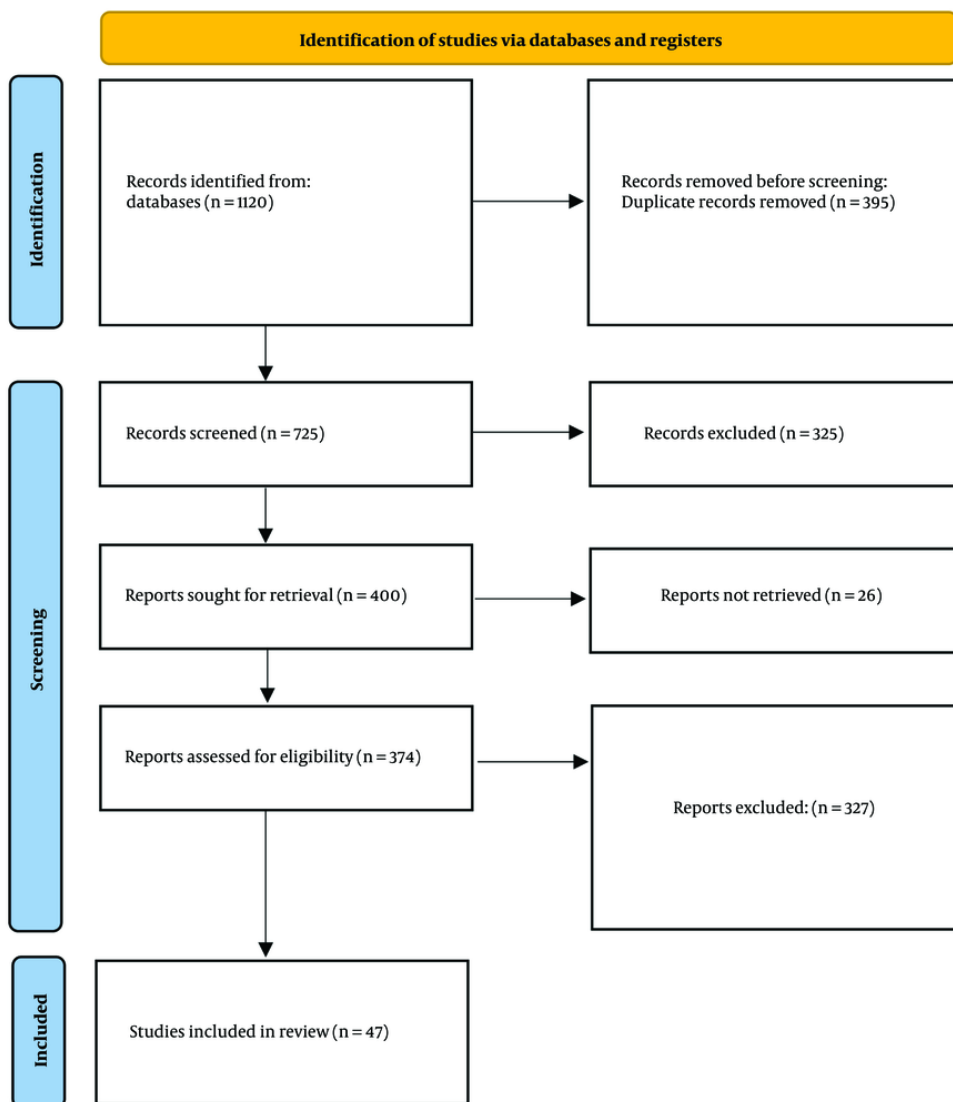 Identification of studies via databases and registers
Identification
Records identified from:
databases (n = 1120)
Records removed before screening:
Duplicate records removed (n = 395)
Screening
Records screened (n = 725)
Records excluded (n = 325)
Reports sought for retrieval (n = 400)
Reports not retrieved (n = 26)
Reports assessed for eligibility (n = 374)
Reports excluded: (n = 327)
Included
Studies included in review (n = 47)